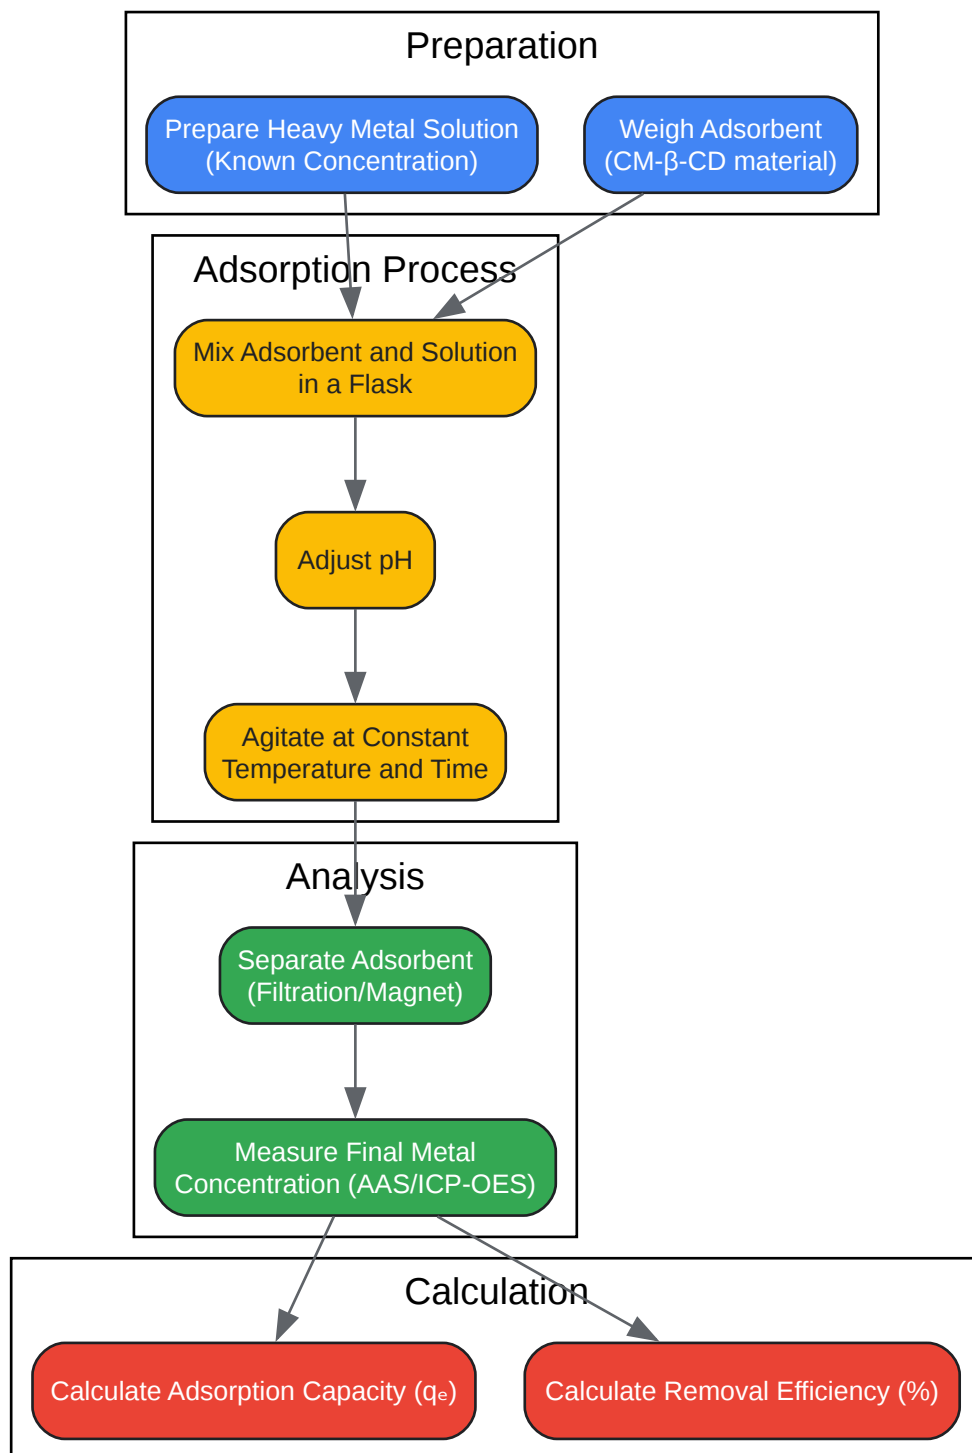 Preparation
Prepare Heavy Metal Solution
(Known Concentration)
Weigh Adsorbent
(CM-β-CD material)
Adsorption Process
Mix Adsorbent and Solution
in a Flask
Adjust pH
Agitate at Constant
Temperature and Time
Analysis
Separate Adsorbent
(Filtration/Magnet)
Measure Final Metal
Concentration (AAS/ICP-OES)
Calculation
Calculate Adsorption Capacity (qₑ)
Calculate Removal Efficiency (%)